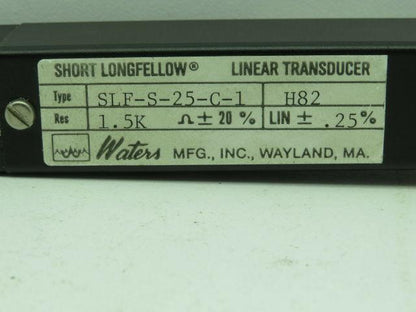 SHORT LONGFELLOW® LINEAR TRANSDUCER
Type SLF-S-25-C-1 H82
Res 1.5K Ω ± 20 % LIN ± .25%
Waters MFG., INC., WAYLAND, MA.